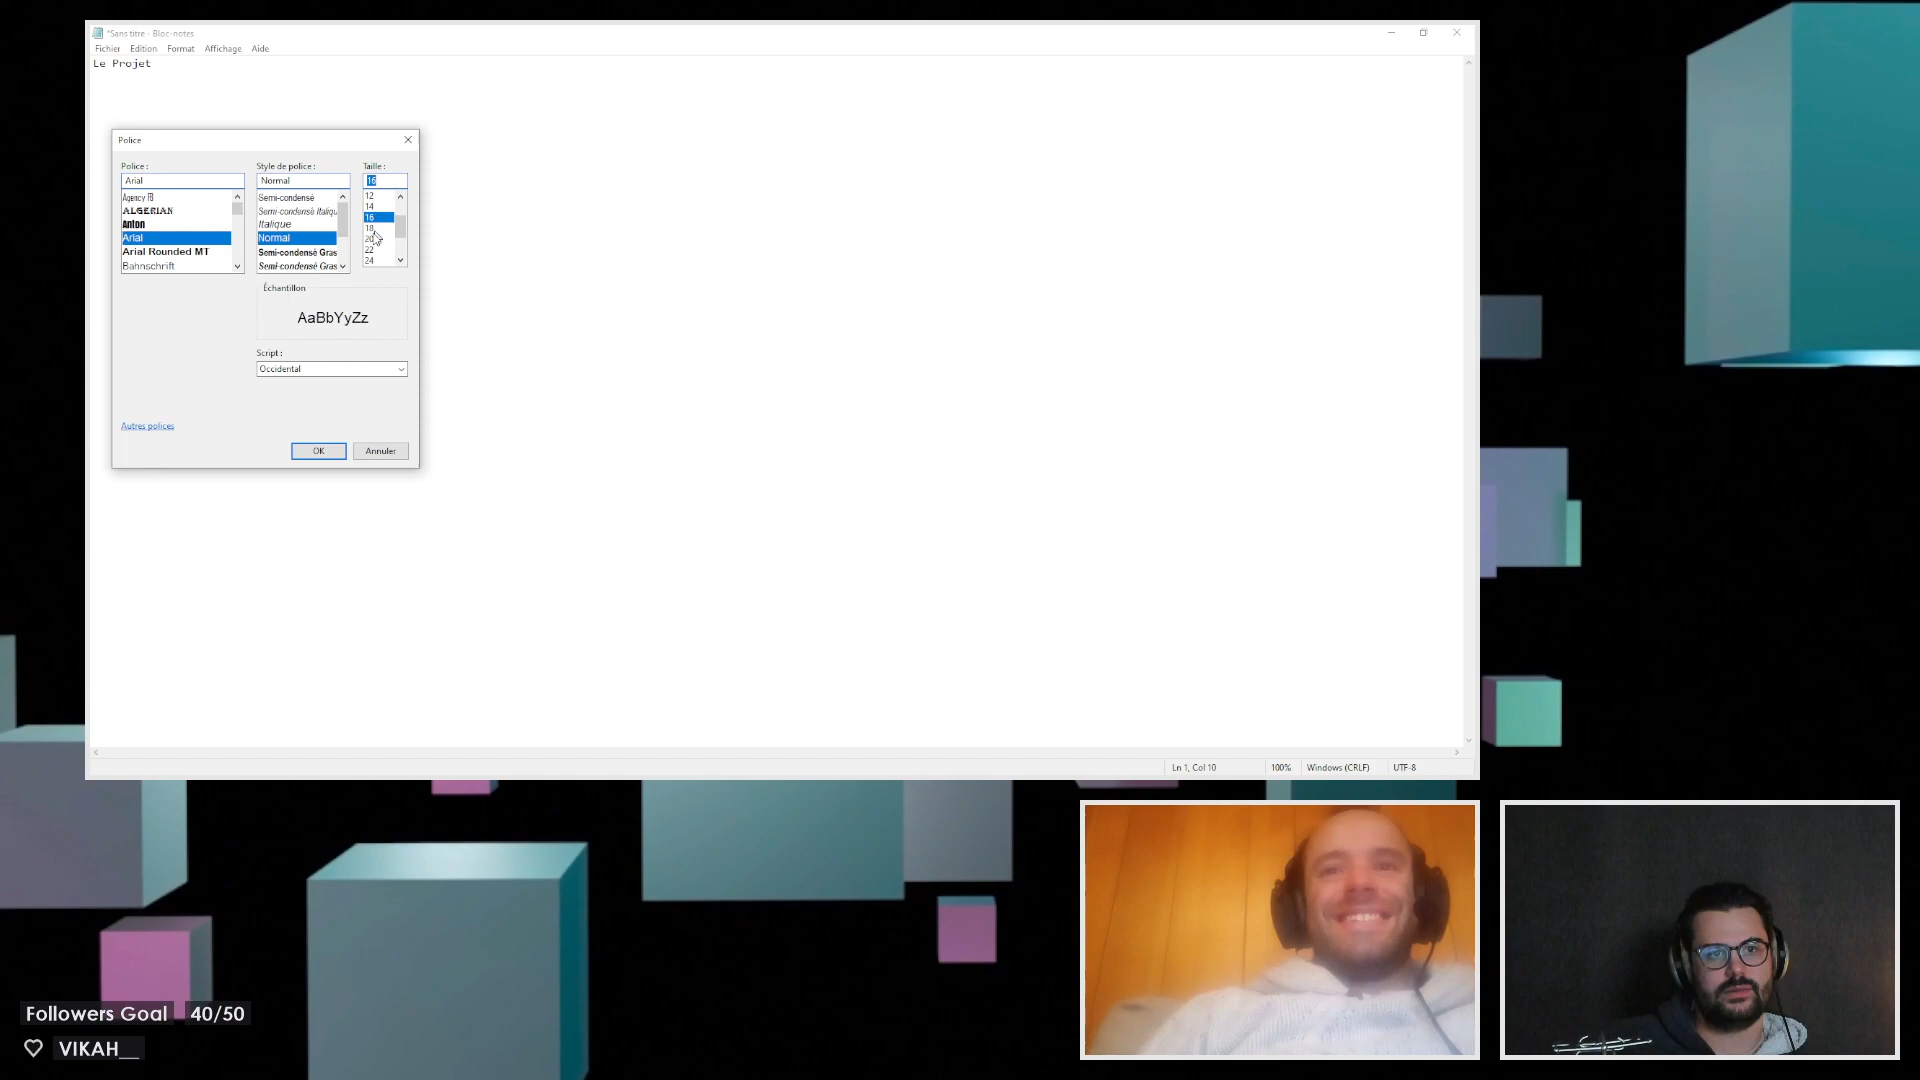 *Sans titre - Bloc-notes
Fichier Edition Format Affichage Aide
Le Projet
Police
Police :
Arial
Agency FB
ALGERIAN
Anton
Arial
Arial Rounded MT
Bahnschrift
Style de police :
Normal
Semi-condensé
Semi-condensé Italiqu
Italique
Normal
Semi-condensé Gras
Semi-condensé Gras
Taille :
16
12
14
16
18
20
22
24
Échantillon
AaBbYyZz
Script :
Occidental
Autres polices
OK Annuler
Ln 1, Col 10 100% Windows (CRLF) UTF-8
Followers Goal 40/50
VIKAH__